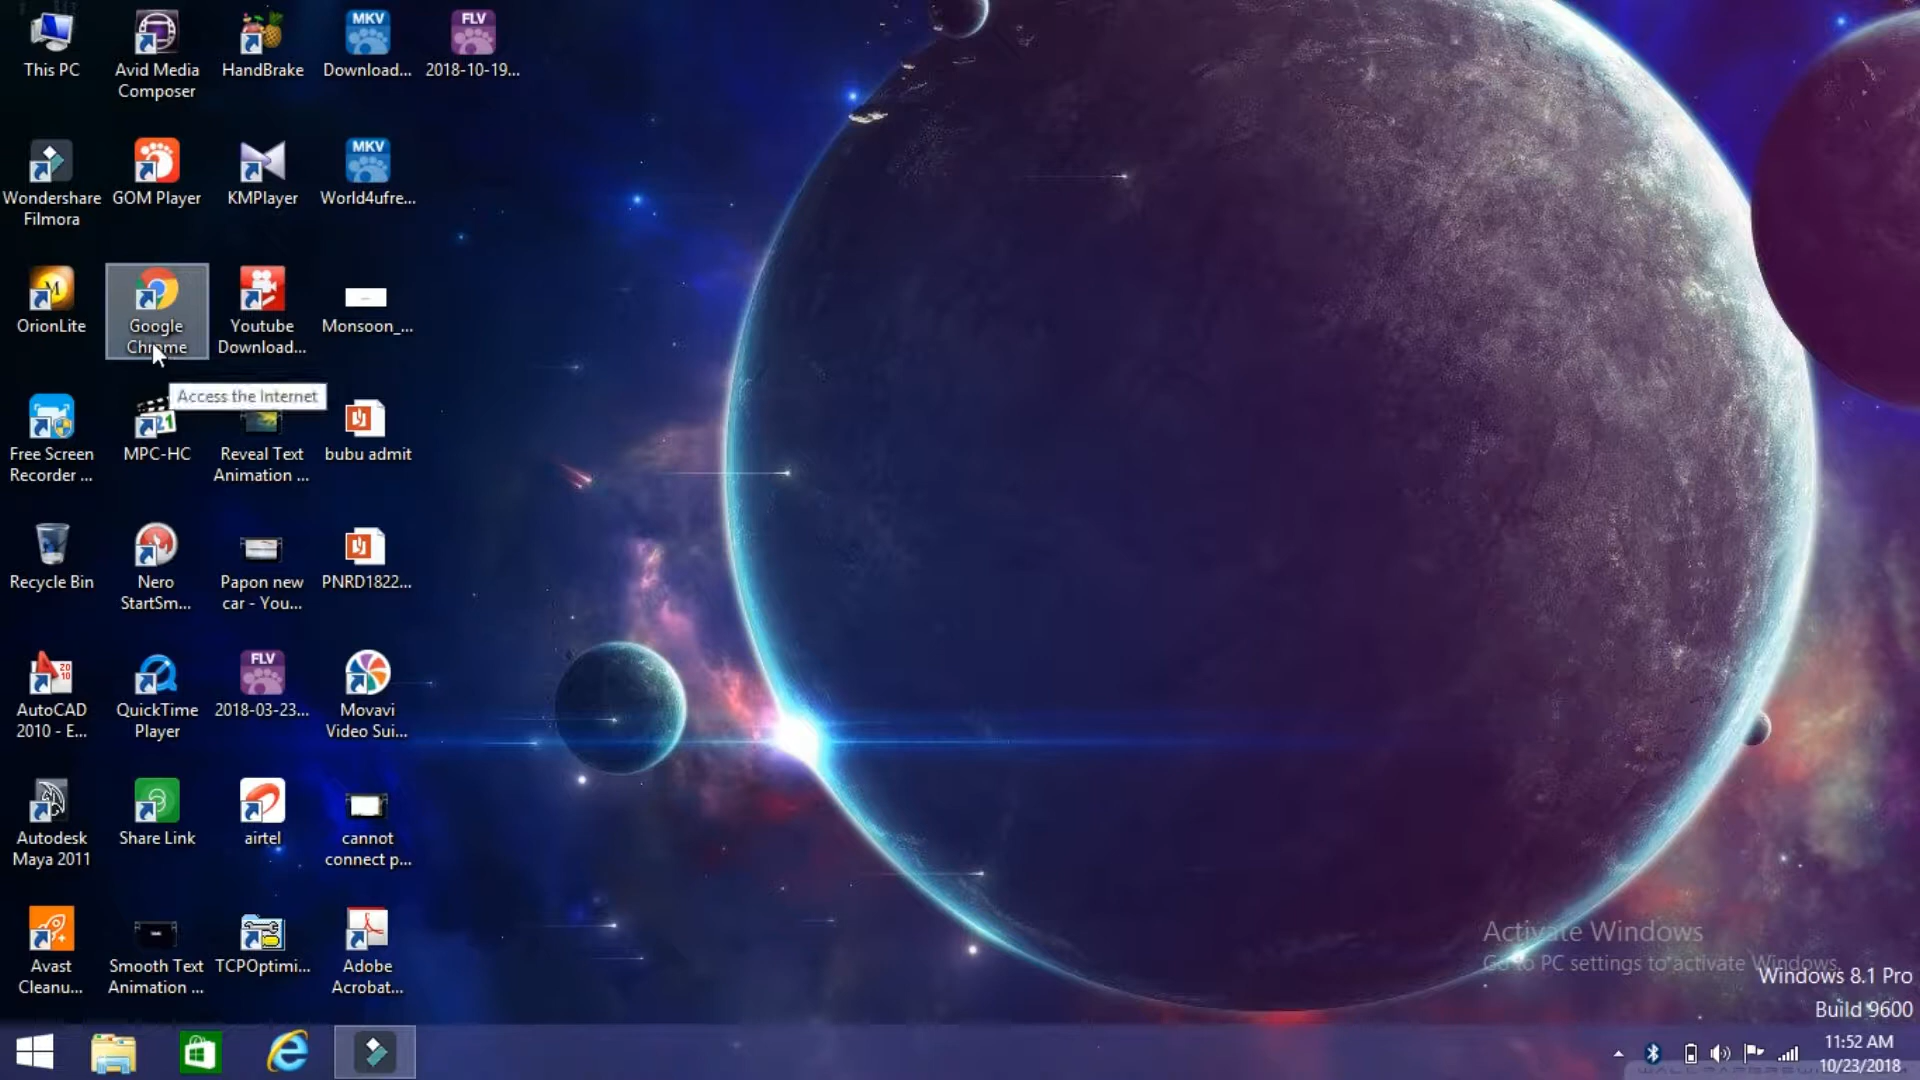 This PC
Avid Media
Composer
HandBrake
MKV
Download...
FLV
2018-10-19...
Wondershare
Filmora
GOM Player
KMPlayer
MKV
World4ufre...
OrionLite
Google
Chrome
Youtube
Download...
Monsoon_...
Access the Internet
Free Screen
Recorder ...
MPC-HC
Reveal Text
Animation ...
bubu admit
Recycle Bin
Nero
StartSm...
Papon new
car - You...
PNRD1822...
AutoCAD
2010 - E...
QuickTime
Player
FLV
2018-03-23...
Movavi
Video Sui...
Autodesk
Maya 2011
Share Link
airtel
cannot
connect p...
Avast
Cleanu...
Smooth Text
Animation ...
TCPOptimi...
Adobe
Acrobat...
Activate Windows
Go to PC settings to activate Windows.
Windows 8.1 Pro
Build 9600
11:52 AM
10/23/2018